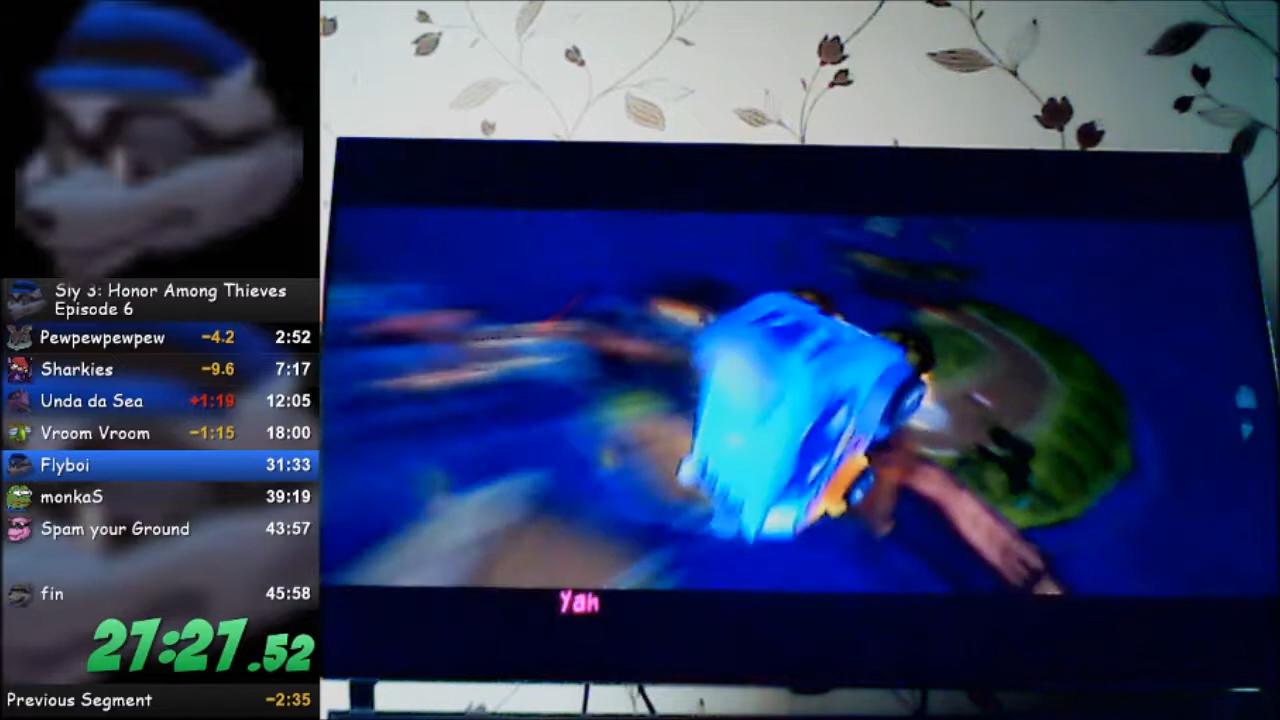 Sly 3: Honor Among Thieves
Episode 6
Pewpewpewpew −4.2 2:52
Sharkies −9.6 7:17
Unda da Sea +1:19 12:05
Vroom Vroom −1:15 18:00
Flyboi 31:33
monkaS 39:19
Spam your Ground 43:57
fin 45:58
27:27.52
Previous Segment −2:35
Yah